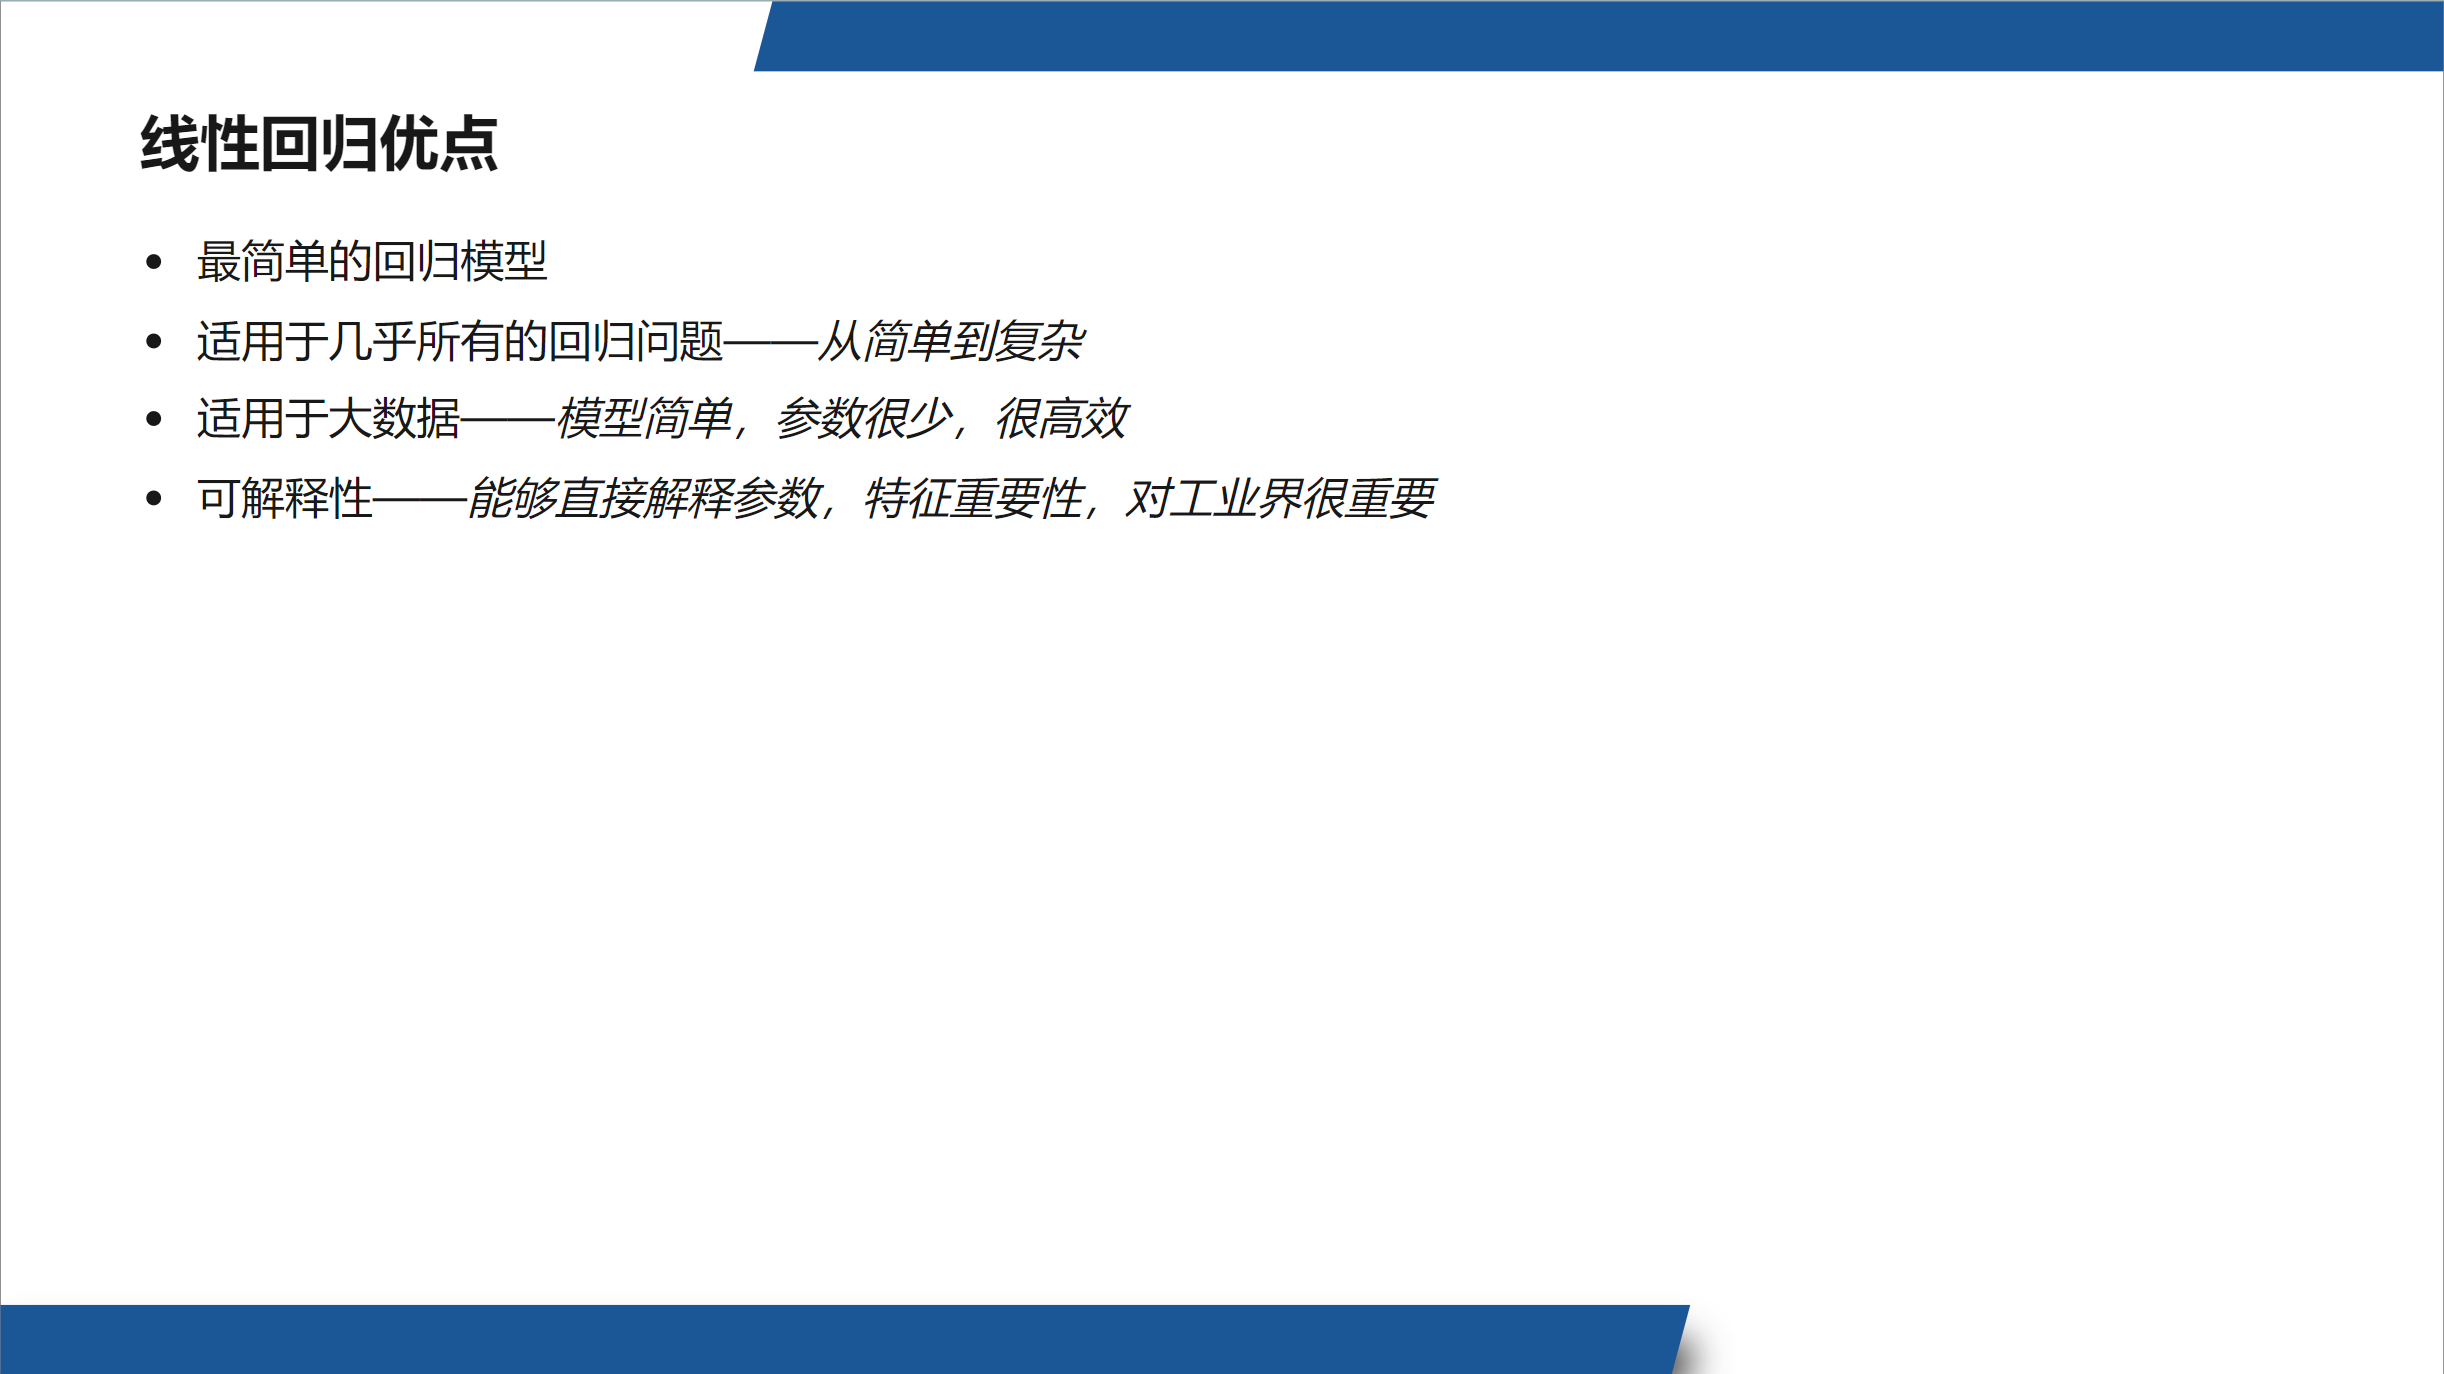 线性回归优点
• 最简单的回归模型
• 适用于几乎所有的回归问题——从简单到复杂
• 适用于大数据——模型简单，参数很少，很高效
• 可解释性——能够直接解释参数，特征重要性，对工业界很重要